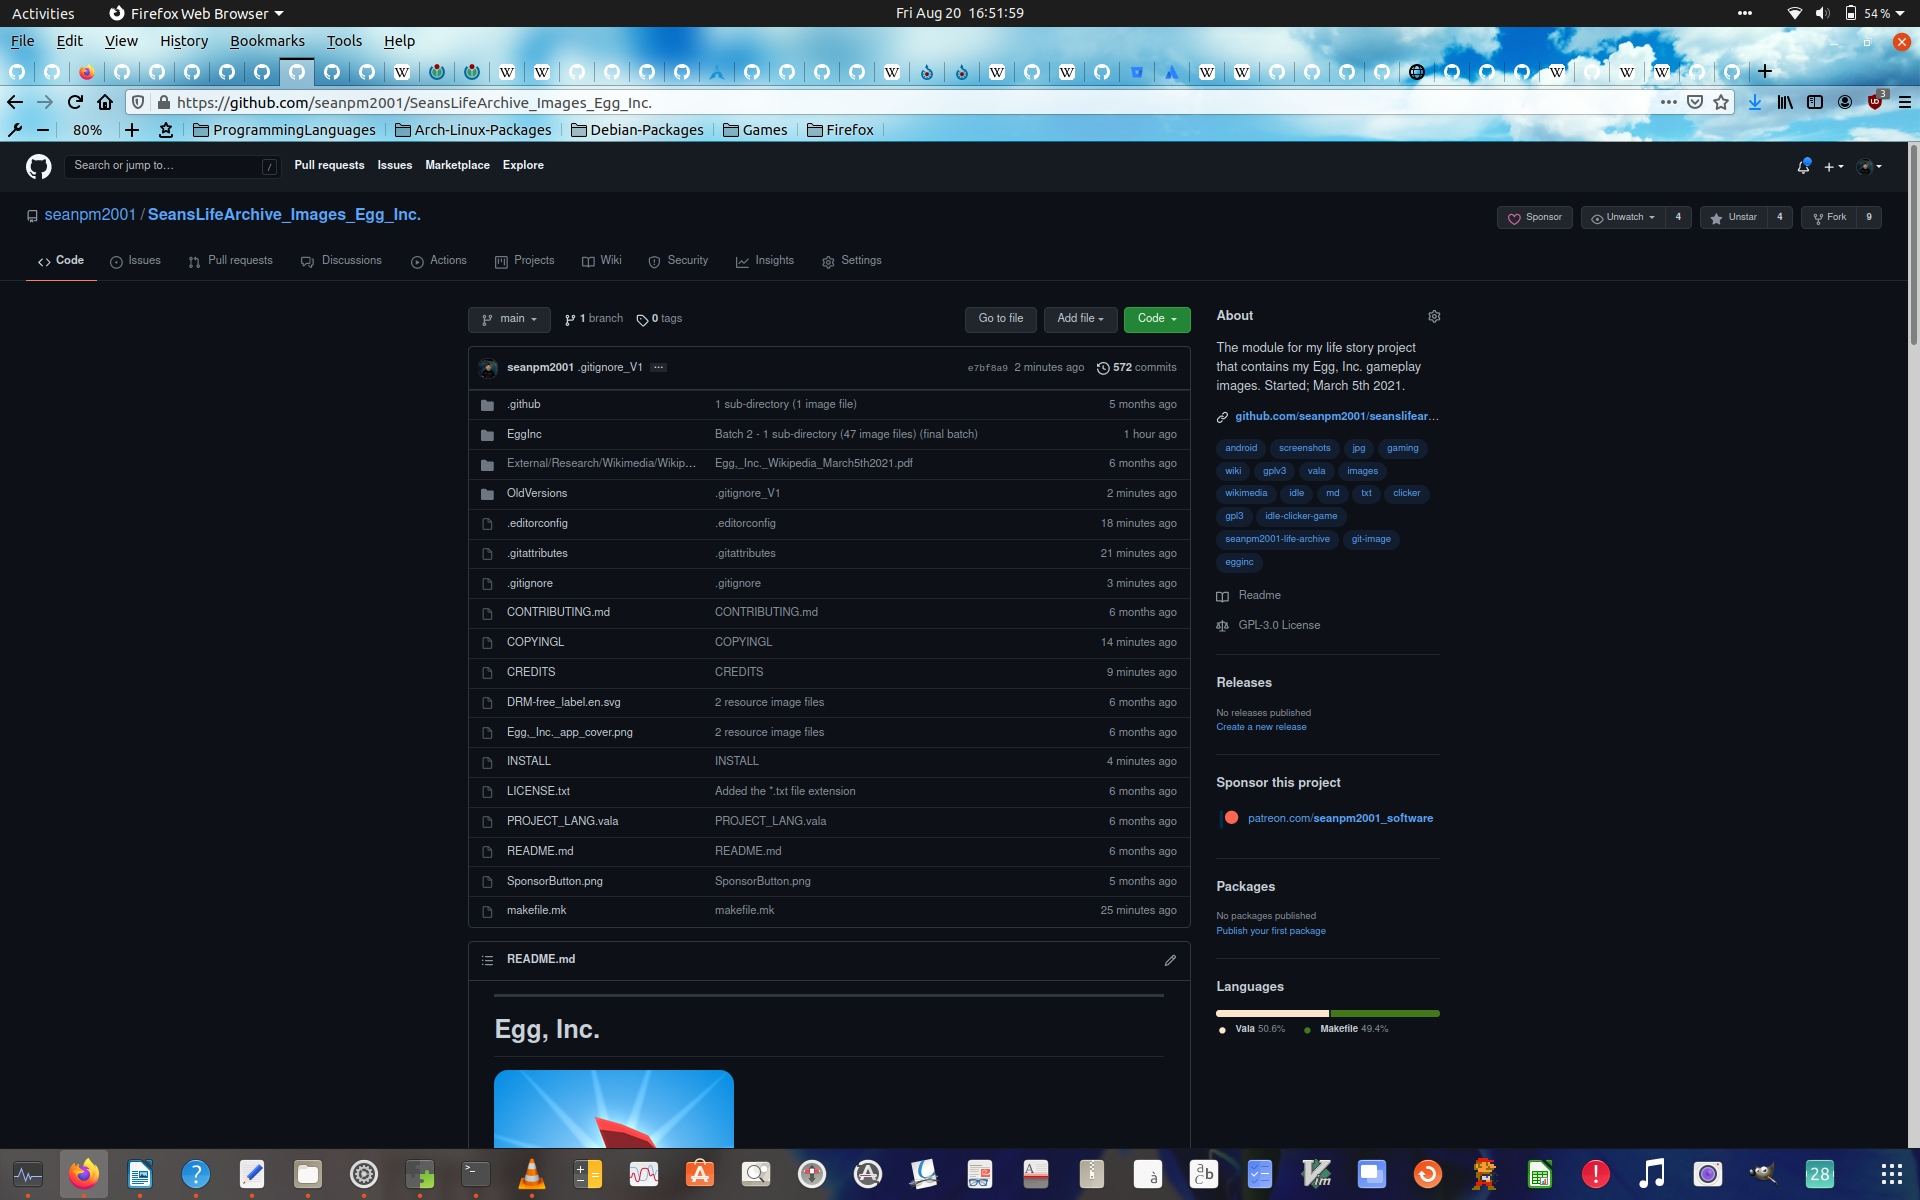 Activities Firefox Web Browser Fri Aug 20 16:51:59 54 %
File Edit View History Bookmarks Tools Help
https://github.com/seanpm2001/SeansLifeArchive_Images_Egg_Inc. 3
80% ProgrammingLanguages Arch-Linux-Packages Debian-Packages Games Firefox
Search or jump to… / Pull requests Issues Marketplace Explore
seanpm2001 / SeansLifeArchive_Images_Egg_Inc. Sponsor Unwatch 4 Unstar 4 Fork 9
Code Issues Pull requests Discussions Actions Projects Wiki Security Insights Settings
main 1 branch 0 tags Go to file Add file Code
seanpm2001 .gitignore_V1 ... e7bf8a9 2 minutes ago 572 commits
.github 1 sub-directory (1 image file) 5 months ago
EggInc Batch 2 - 1 sub-directory (47 image files) (final batch) 1 hour ago
External/Research/Wikimedia/Wikip... Egg,_Inc._Wikipedia_March5th2021.pdf 6 months ago
OldVersions .gitignore_V1 2 minutes ago
.editorconfig .editorconfig 18 minutes ago
.gitattributes .gitattributes 21 minutes ago
.gitignore .gitignore 3 minutes ago
CONTRIBUTING.md CONTRIBUTING.md 6 months ago
COPYINGL COPYINGL 14 minutes ago
CREDITS CREDITS 9 minutes ago
DRM-free_label.en.svg 2 resource image files 6 months ago
Egg,_Inc._app_cover.png 2 resource image files 6 months ago
INSTALL INSTALL 4 minutes ago
LICENSE.txt Added the *.txt file extension 6 months ago
PROJECT_LANG.vala PROJECT_LANG.vala 6 months ago
README.md README.md 6 months ago
SponsorButton.png SponsorButton.png 5 months ago
makefile.mk makefile.mk 25 minutes ago
README.md
Egg, Inc.
About
The module for my life story project
that contains my Egg, Inc. gameplay
images. Started; March 5th 2021.
github.com/seanpm2001/seanslifear...
android screenshots jpg gaming
wiki gplv3 vala images
wikimedia idle md txt clicker
gpl3 idle-clicker-game
seanpm2001-life-archive git-image
egginc
Readme
GPL-3.0 License
Releases
No releases published
Create a new release
Sponsor this project
patreon.com/seanpm2001_software
Packages
No packages published
Publish your first package
Languages
Vala 50.6% Makefile 49.4%
28